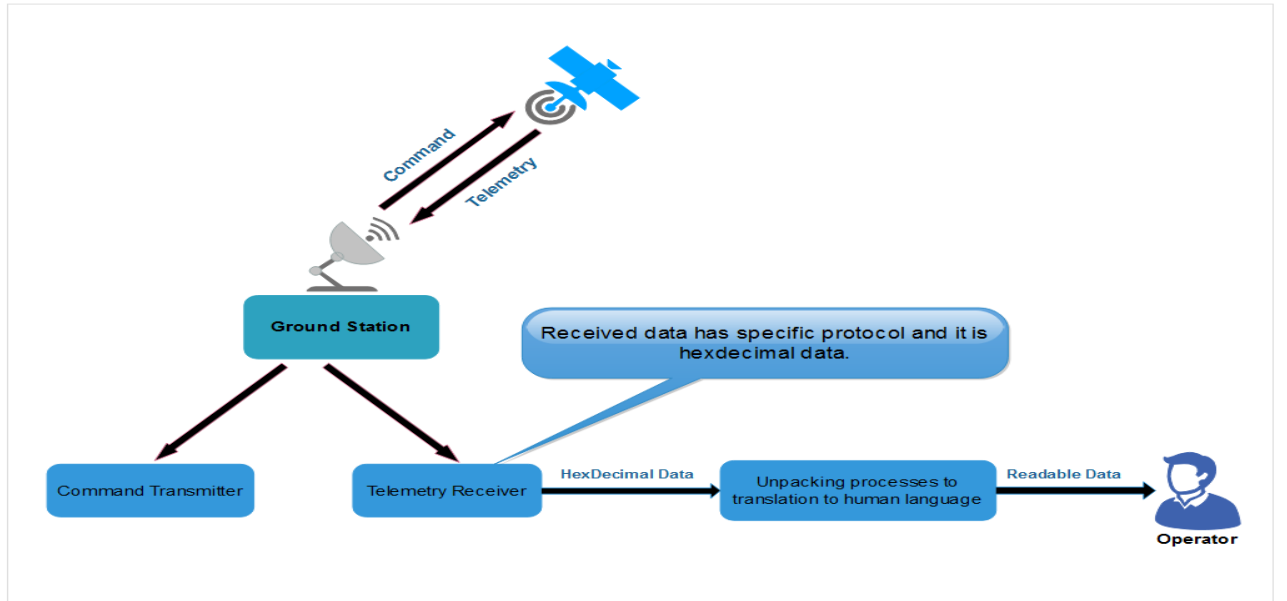 Command
Telemetry
Ground Station
Received data has specific protocol and it is
hexdecimal data.
Command Transmitter
Telemetry Receiver
HexDecimal Data
Unpacking processes to
translation to human language
Readable Data
Operator